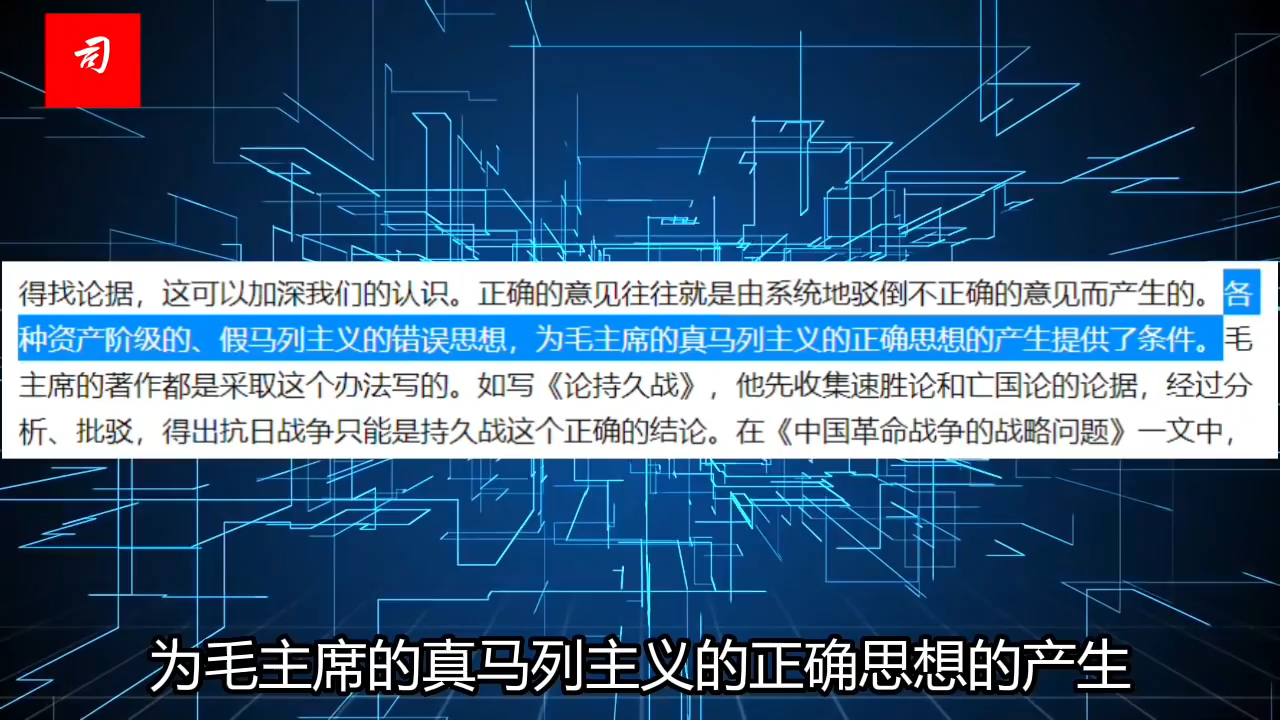 司
得找论据，这可以加深我们的认识。正确的意见往往就是由系统地驳倒不正确的意见而产生的。各
种资产阶级的、假马列主义的错误思想，为毛主席的真马列主义的正确思想的产生提供了条件。毛
主席的著作都是采取这个办法写的。如写《论持久战》，他先收集速胜论和亡国论的论据，经过分
析、批驳，得出抗日战争只能是持久战这个正确的结论。在《中国革命战争的战略问题》一文中，
为毛主席的真马列主义的正确思想的产生